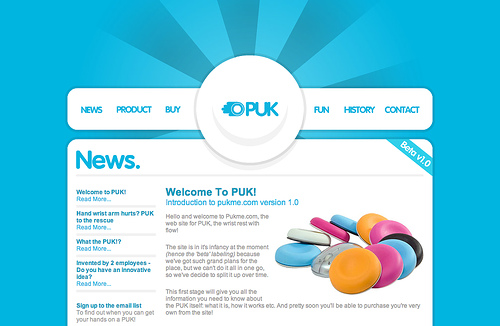 NEWS PRODUCT BUY PUK FUN HISTORY CONTACT
Beta v1.0
News.
Welcome to PUK!
Read More...
Hand wrist arm hurts? PUK
to the rescue
Read More...
What the PUK!?
Read More...
Invented by 2 employees -
Do you have an innovative
idea?
Read More...
Sign up to the email list
To find out when you can get
your hands on a PUK!
Welcome To PUK!
Introduction to pukme.com version 1.0
Hello and welcome to Pukme.com, the
web site for PUK, the wrist rest with
flow!
The site is in it's infancy at the moment
(hence the 'beta' labelling) because
we've got such grand plans for the
place, but we can't do it all in one go,
so we've decide to split it up over time.
This first stage will give you all the
information you need to know about
the PUK itself: what it is, how it works etc. And pretty soon you'll be able to purchase you're very
own from the site!